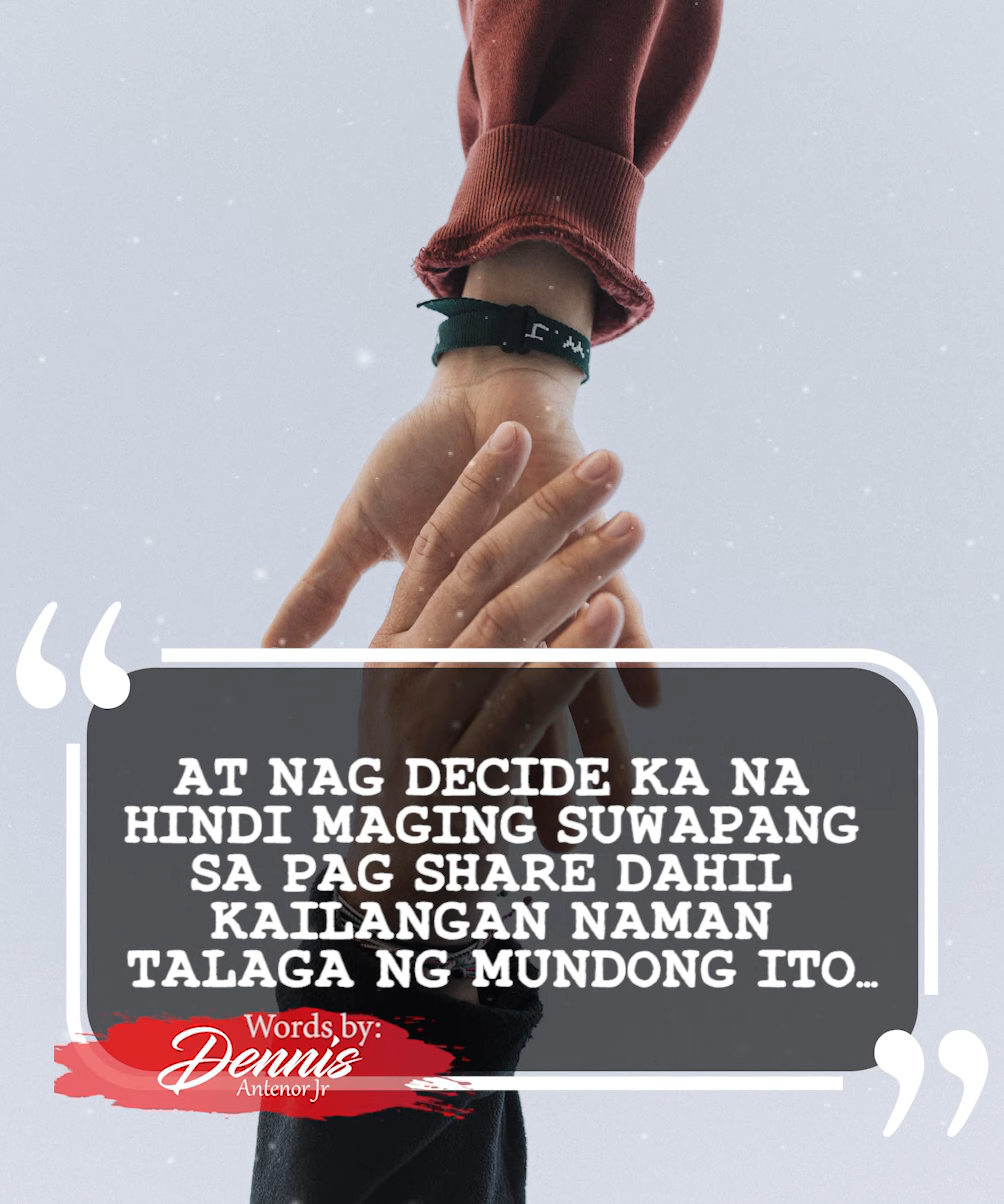 “
AT NAG DECIDE KA NA
HINDI MAGING SUWAPANG
SA PAG SHARE DAHIL
KAILANGAN NAMAN
TALAGA NG MUNDONG ITO...
Words by:
Dennis
Antenor Jr
”